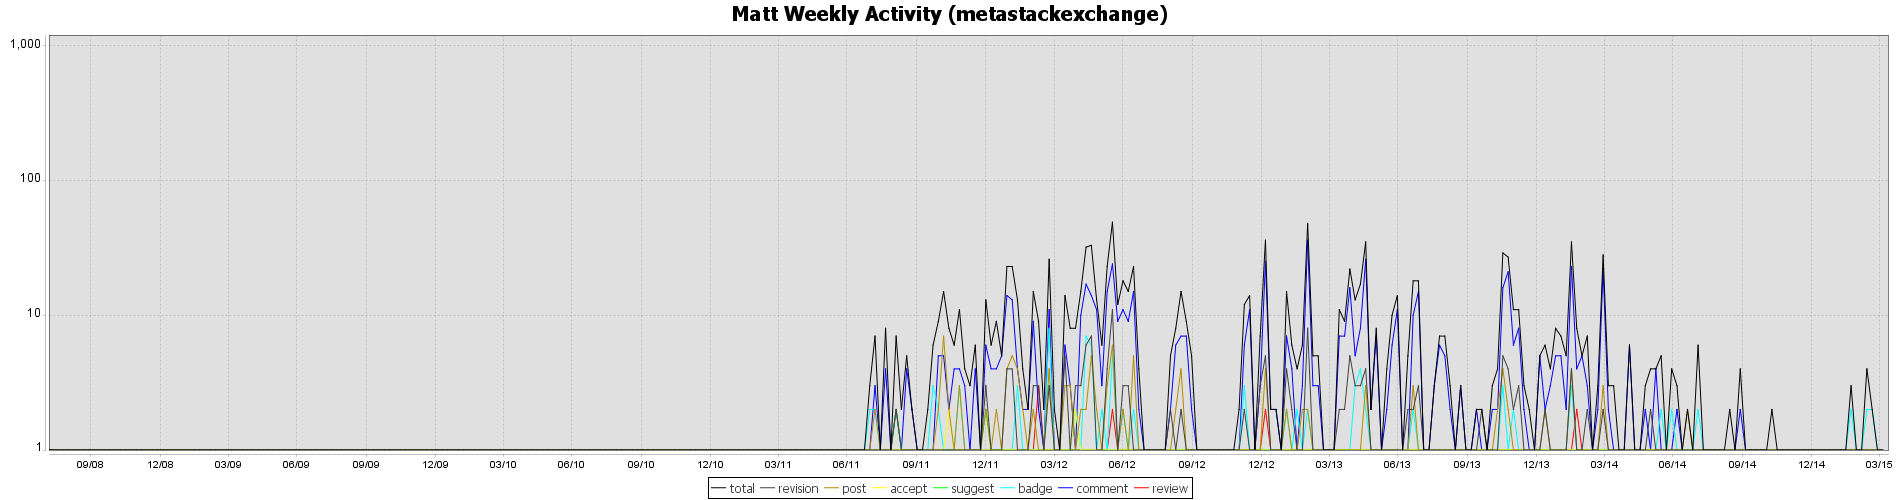 Matt Weekly Activity (metastackexchange)
1,000
100
10
1
09/08 12/08 03/09 06/09 09/09 12/09 03/10 06/10 09/10 12/10 03/11 06/11 09/11 12/11 03/12 06/12 09/12 12/12 03/13 06/13 09/13 12/13 03/14 06/14 09/14 12/14 03/15
total revision post accept suggest badge comment review